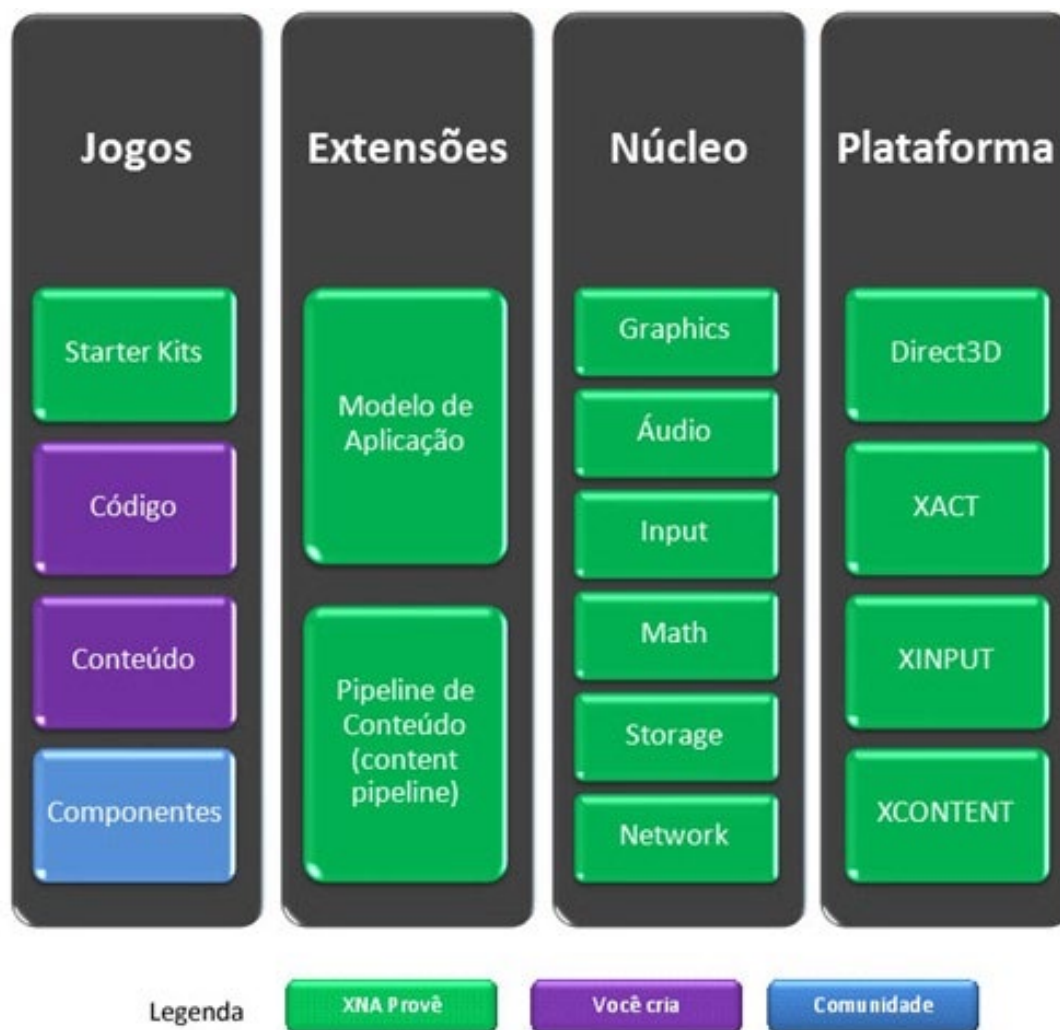 Jogos
Starter Kits
Código
Conteúdo
Componentes
Extensões
Modelo de
Aplicação
Pipeline de
Conteúdo
(content
pipeline)
Núcleo
Graphics
Áudio
Input
Math
Storage
Network
Plataforma
Direct3D
XACT
XINPUT
XCONTENT
Legenda
XNA Provê
Você cria
Comunidade